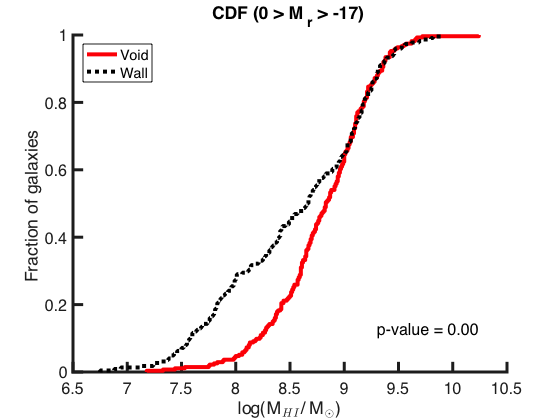 CDF (0 > M_r > -17)
Void
Wall
Fraction of galaxies
1
0.8
0.6
0.4
0.2
0
p-value = 0.00
6.5 7 7.5 8 8.5 9 9.5 10 10.5
log(M_HI/M_☉)